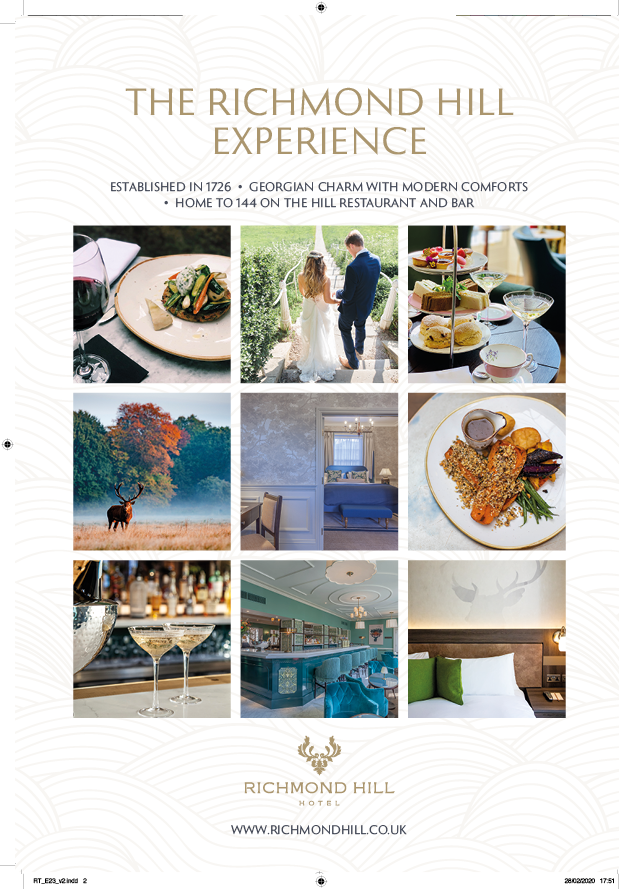 THE RICHMOND HILL
EXPERIENCE
ESTABLISHED IN 1726 • GEORGIAN CHARM WITH MODERN COMFORTS
• HOME TO 144 ON THE HILL RESTAURANT AND BAR
RICHMOND HILL
HOTEL
WWW.RICHMONDHILL.CO.UK
RT_E23_v2.indd 2 28/02/2020 17:51